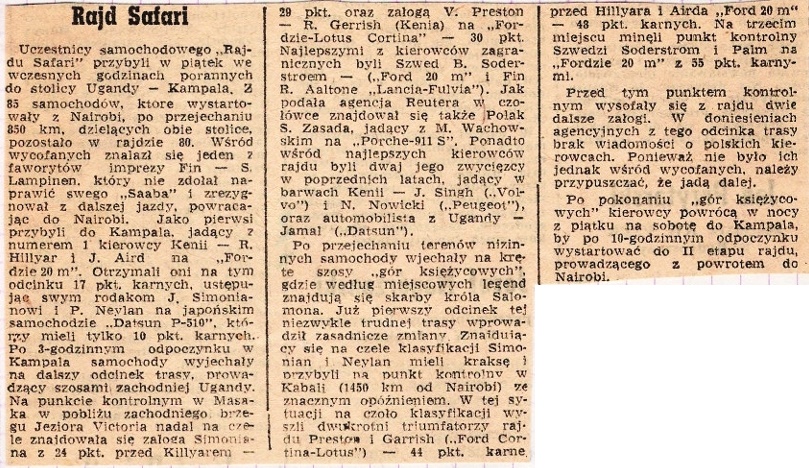 Rajd Safari
Uczestnicy samochodowego „Raj-
du Safari" przybyli w piątek we
wczesnych godzinach porannych
do stolicy Ugandy — Kampala. Z
85 samochodów, ktore wystarto-
wały z Nairobi, po przejechaniu
850 km, dzielących obie stolice,
pozostało w rajdzie 80. Wśród
wycofanych znalazł się jeden z
faworytów imprezy Fin — S.
Lampinen, który nie zdołał na-
prawić swego „Saaba" i zrezyg-
nował z dalszej jazdy, powraca-
jąc do Nairobi. Jako pierwsi
przybyli do Kampala, jadący z
numerem 1 kierowcy Kenii — R.
Hillyar i J. Aird na „For-
dzie 20 m". Otrzymali oni na tym
odcinku 17 pkt. karnych, ustępu-
jąc swym rodakom J. Simonia-
nowi i P. Neylan na japońskim
samochodzie „Datsun P-510", któ-
rzy mieli tylko 10 pkt. karnych.
Po 3-godzinnym odpoczynku w
Kampala samochody wyjechały
na dalszy odcinek trasy, prowa-
dzący szosami zachodniej Ugandy.
Na punkcie kontrolnym w Masa-
ka w pobliżu zachodniego brze-
gu Jeziora Victoria nadal na cze-
le znajdowała się załoga Simonia-
na z 24 pkt. przed Killyarem —
29 pkt. oraz załogą V. Preston
— R. Gerrish (Kenia) na „For-
dzie-Lotus Cortina" — 30 pkt.
Najlepszymi z kierowców zagra-
nicznych byli Szwed B. Soder-
stroem — („Ford 20 m" i Fin
R. Aaltone „Lancia-Fulvia"). Jak
podała agencja Reutera w czo-
łówce znajdował się także Polak
S. Zasada, jadący z M. Wachow-
skim na „Porche-911 S". Ponadto
wśród najlepszych kierowców
rajdu byli dwaj jego zwycięzcy
w poprzednich latach, jadący w
barwach Kenii — J. Singh („Vol-
vo") i N. Nowicki („Peugeot"),
oraz automobilista z Ugandy —
Jamal („Datsun").
Po przejechaniu terenów nizin-
nych samochody wjechały na krę-
te szosy „gór księżycowych",
gdzie według miejscowych legend
znajdują się skarby króla Salo-
mona. Już pierwszy odcinek tej
niezwykle trudnej trasy wprowa-
dził zasadnicze zmiany. Znajdują-
cy się na czele klasyfikacji Simo-
nian i Neylan mieli kraksę i
przybyli na punkt kontrolny w
Kabali (1450 km od Nairobi) ze
znacznym opóźnieniem. W tej sy-
tuacji na czoło klasyfikacji wy-
szli dwukrotni triumfatorzy raj-
du Preston i Garrish („Ford Cor-
tina-Lotus") — 44 pkt. karne
przed Hillyara i Airda „Ford 20 m"
— 48 pkt. karnych. Na trzecim
miejscu minęli punkt kontrolny
Szwedzi Soderstrom i Palm na
„Fordzie 20 m" z 55 pkt. karny-
mi.
Przed tym punktem kontrol-
nym wysofały się z rajdu dwie
dalsze załogi. W doniesieniach
agencyjnych z tego odcinka trasy
brak wiadomości o polskich kie-
rowcach. Ponieważ nie było ich
jednak wśród wycofanych, należy
przypuszczać, że jadą dalej.
Po pokonaniu „gór księżyco-
wych" kierowcy powrócą w nocy
z piątku na sobotę do Kampala,
by po 10-godzinnym odpoczynku
wystartować do II etapu rajdu,
prowadzącego z powrotem do
Nairobi.